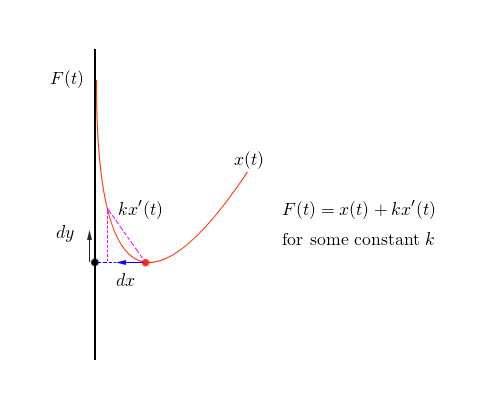 F(t)
x(t)
kx′(t)
F(t) = x(t) + kx′(t)
dy
for some constant k
dx